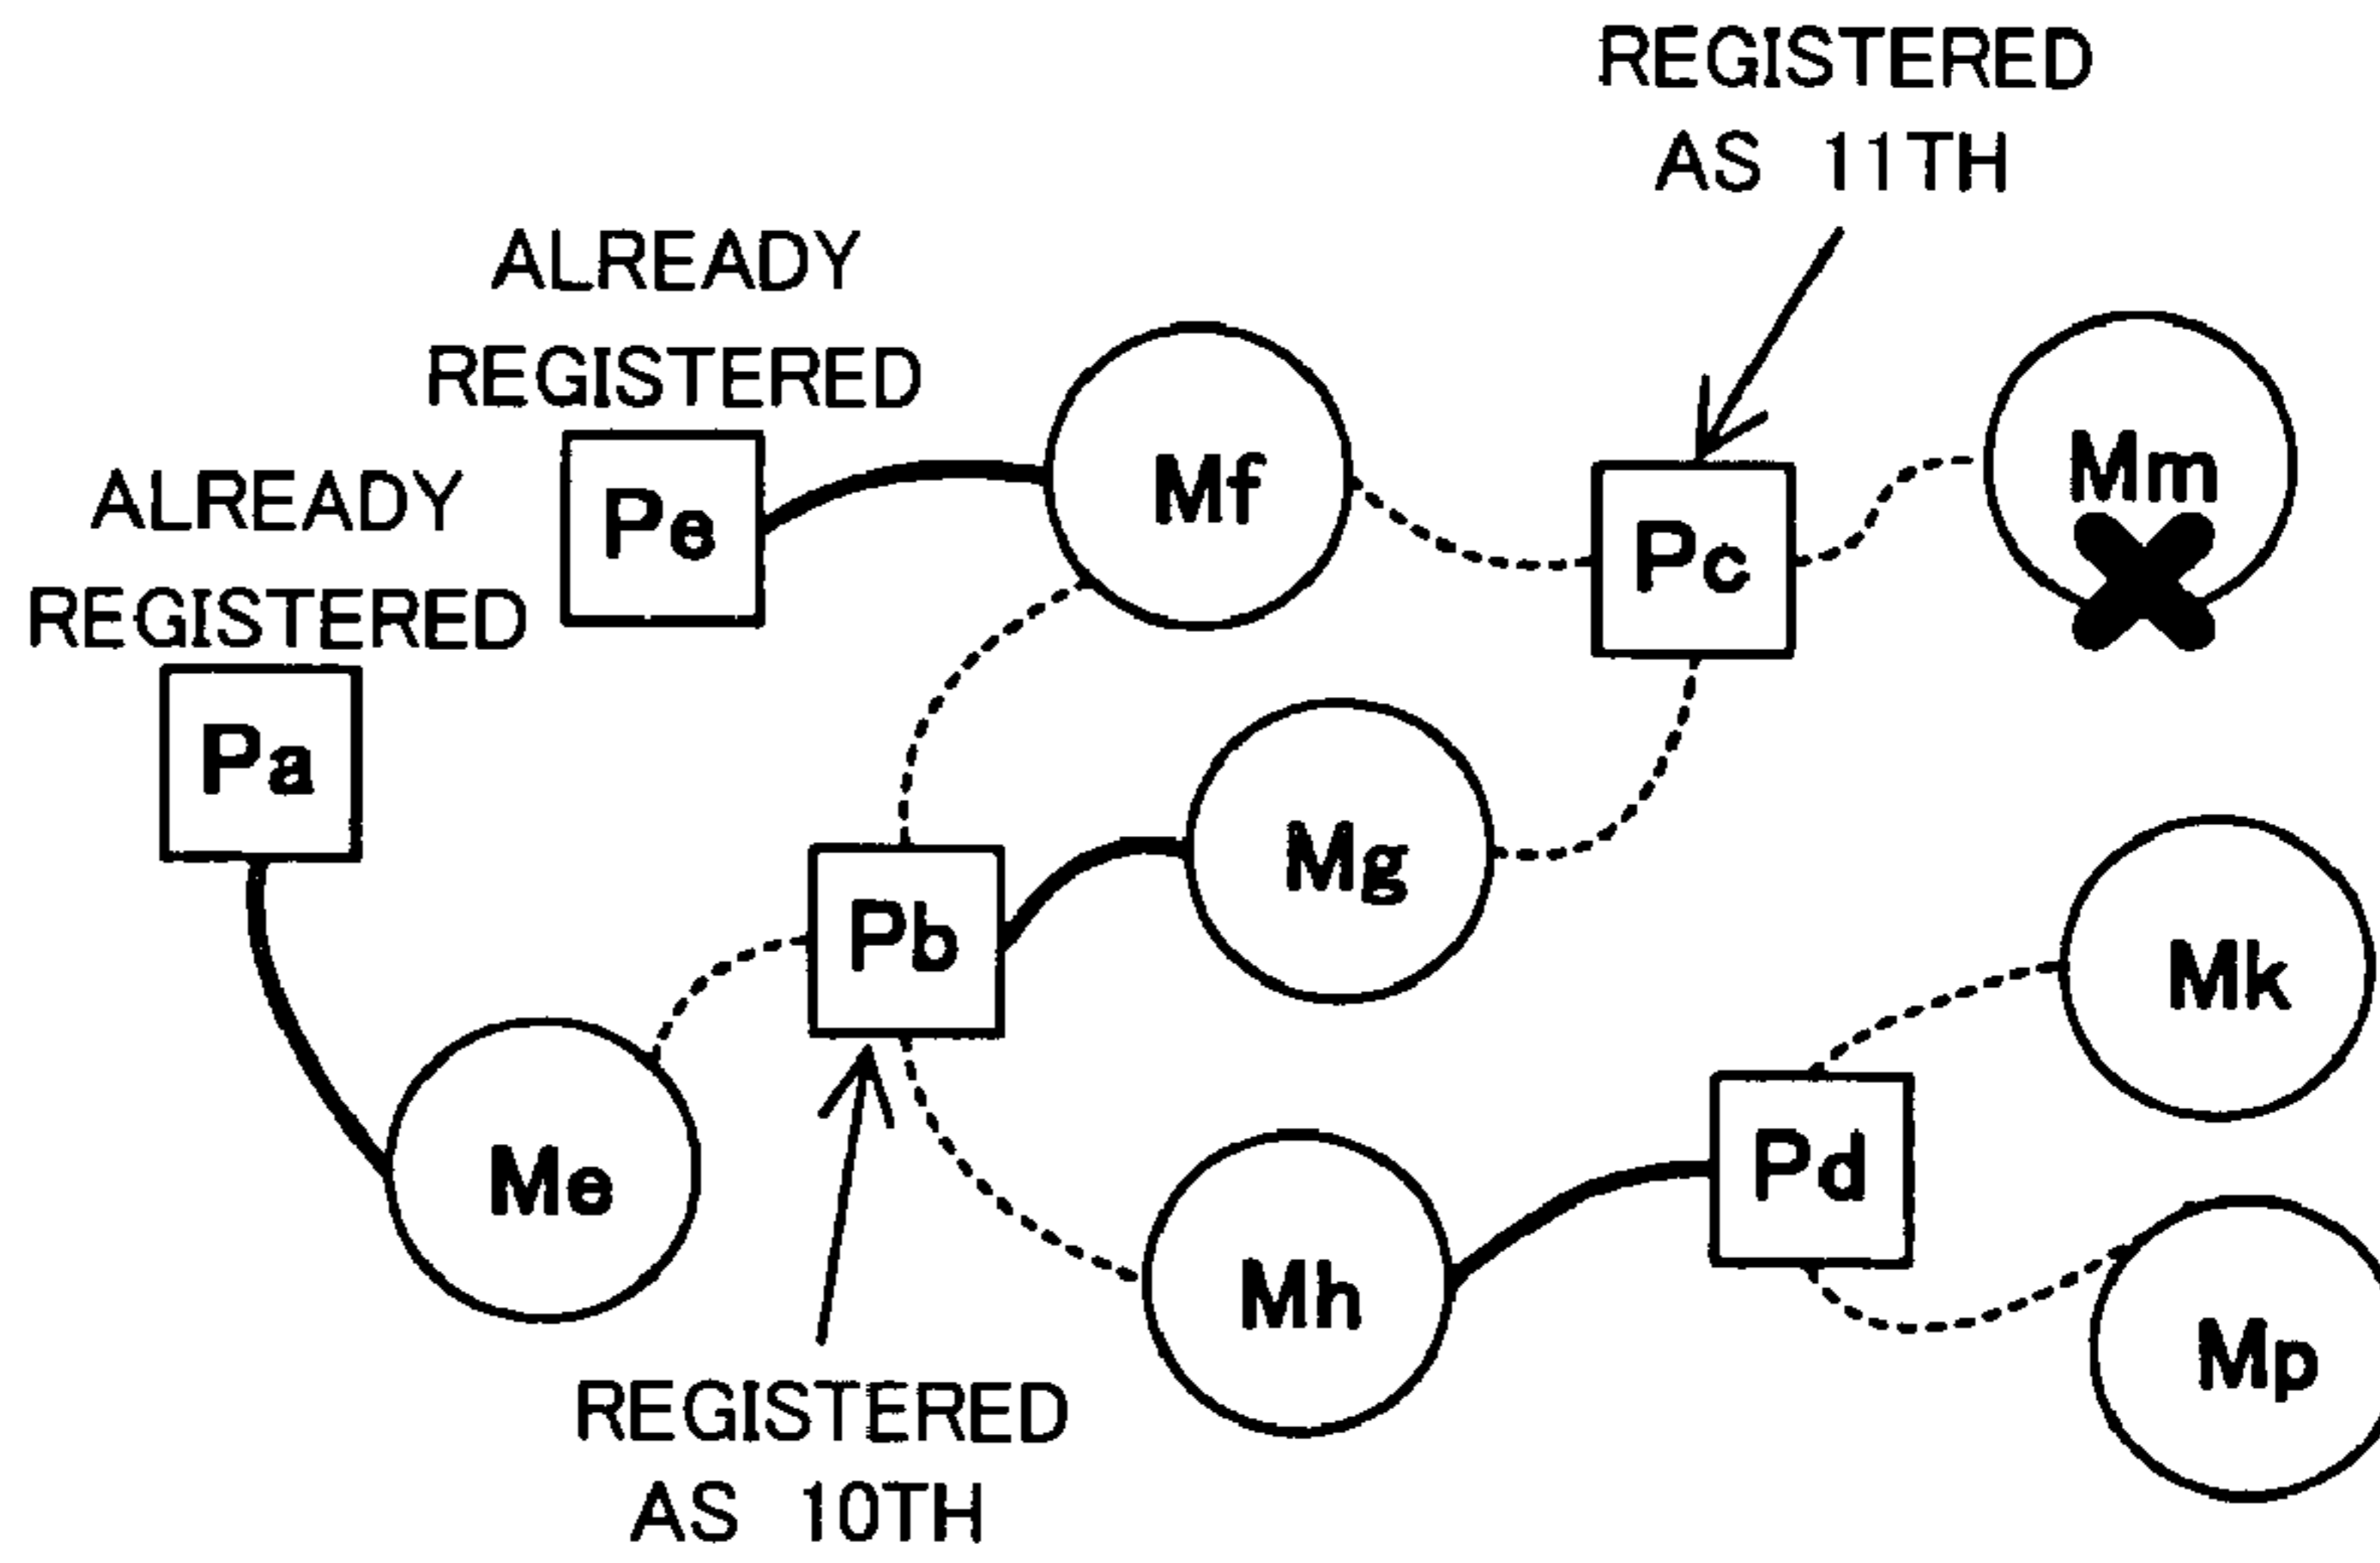 REGISTERED
AS 11TH
ALREADY
REGISTERED
Mf
Mm
Pe
Pc
ALREADY
REGISTERED
Pa
Mg
Pb
Mk
Me
Pd
Mh
Mp
REGISTERED
AS 10TH